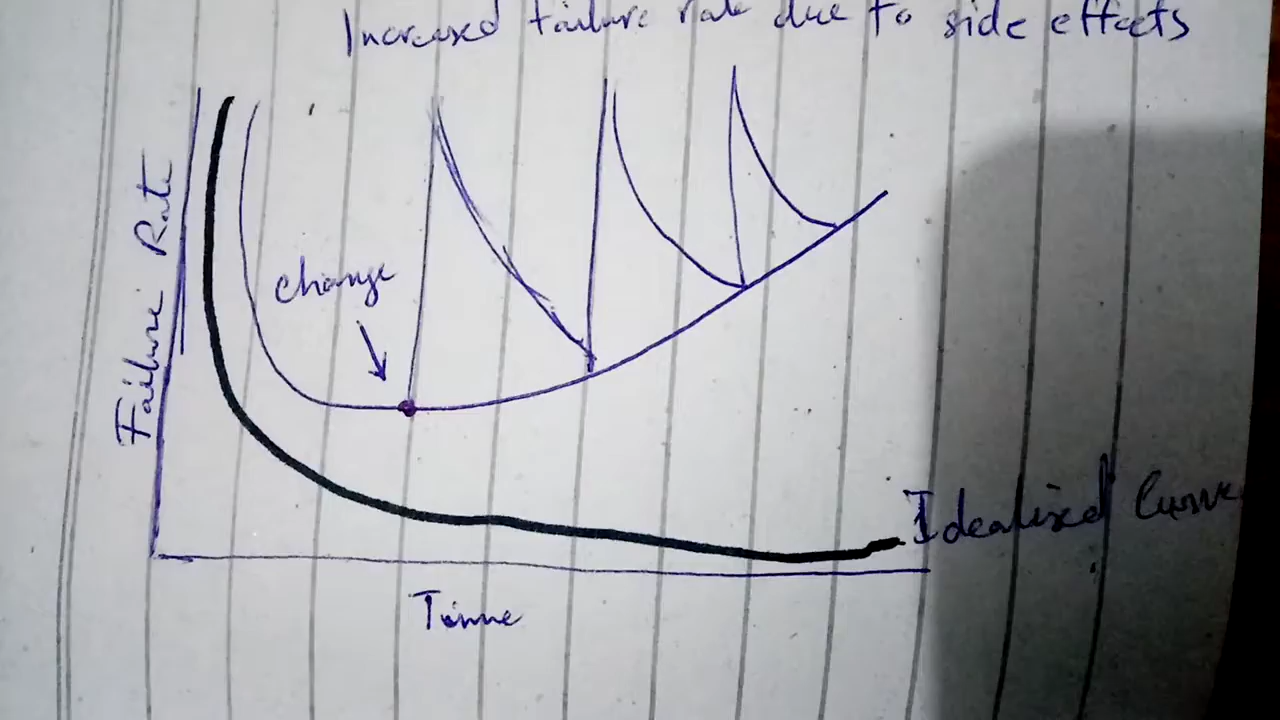 Increased failure rate due to side effects
Failure Rate
change
Idealized Curve
Time